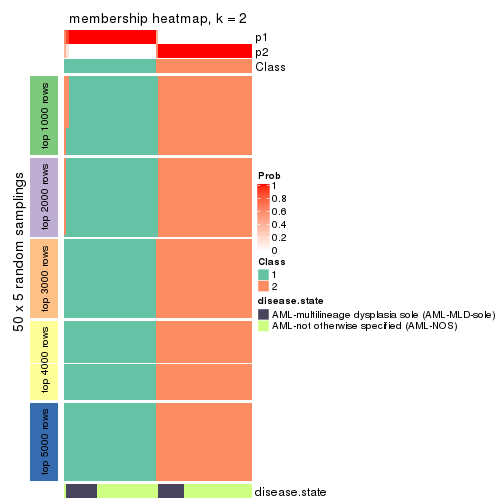 membership heatmap, k = 2
p1
p2
Class
50 x 5 random samplings
top 1000 rows
top 2000 rows
top 3000 rows
top 4000 rows
top 5000 rows
Prob
1
0.8
0.6
0.4
0.2
0
Class
1
2
disease.state
AML-multilineage dysplasia sole (AML-MLD-sole)
AML-not otherwise specified (AML-NOS)
disease.state